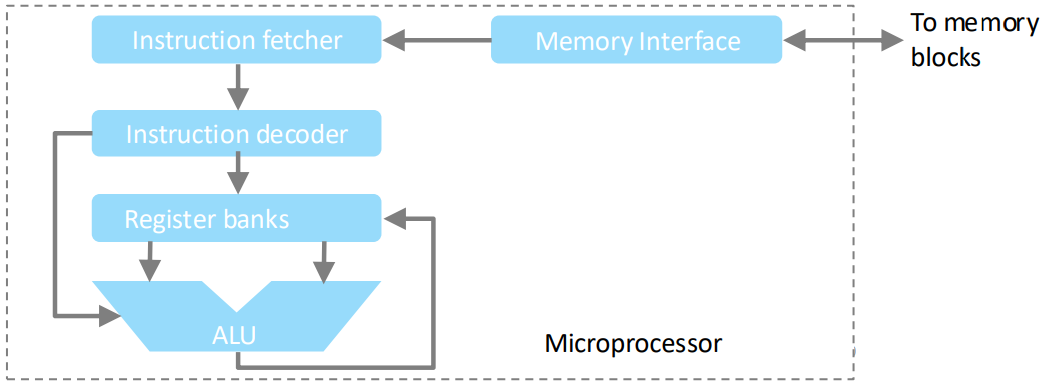 Instruction fetcher
Memory Interface
To memory
blocks
Instruction decoder
Register banks
ALU
Microprocessor